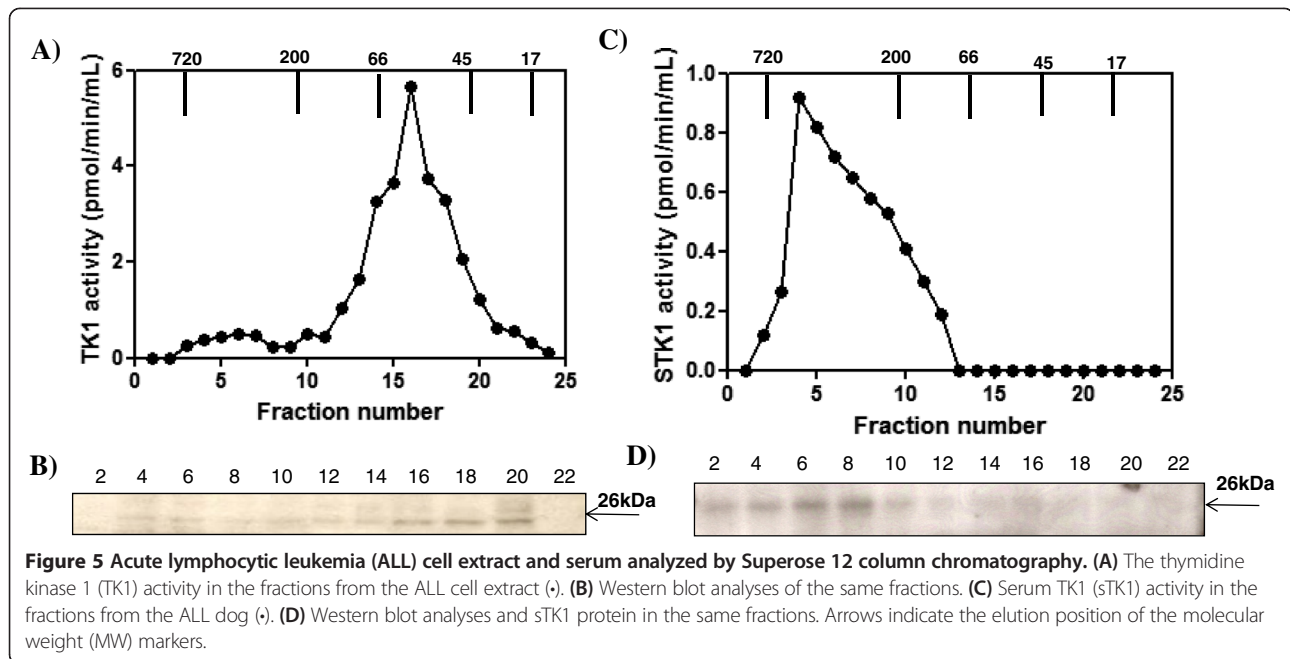 A)
720 200 66 45 17
6
4
2
0
TK1 activity (pmol/min/mL)
0 5 10 15 20 25
Fraction number
B)
2 4 6 8 10 12 14 16 18 20 22
26kDa
C)
720 200 66 45 17
1.0
0.8
0.6
0.4
0.2
0.0
STK1 activity (pmol/min/mL)
0 5 10 15 20 25
Fraction number
D)
2 4 6 8 10 12 14 16 18 20 22
26kDa
Figure 5 Acute lymphocytic leukemia (ALL) cell extract and serum analyzed by Superose 12 column chromatography. (A) The thymidine
kinase 1 (TK1) activity in the fractions from the ALL cell extract (•). (B) Western blot analyses of the same fractions. (C) Serum TK1 (sTK1) activity in the
fractions from the ALL dog (•). (D) Western blot analyses and sTK1 protein in the same fractions. Arrows indicate the elution position of the molecular
weight (MW) markers.